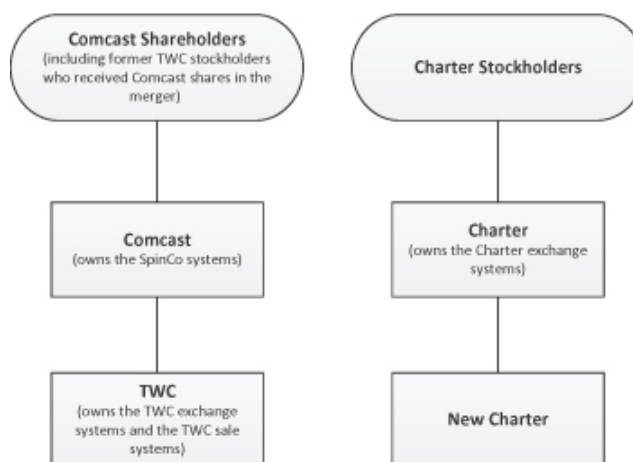 Comcast Shareholders
(including former TWC stockholders
who received Comcast shares in the
merger)
Charter Stockholders
Comcast
(owns the SpinCo systems)
Charter
(owns the Charter exchange
systems)
TWC
(owns the TWC exchange
systems and the TWC sale
systems)
New Charter